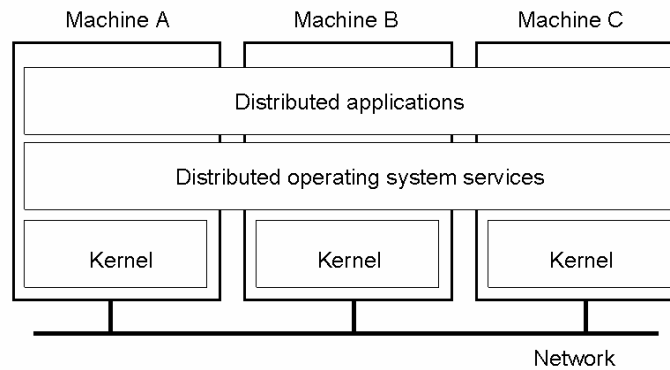 Machine A
Machine B
Machine C
Distributed applications
Distributed operating system services
Kernel
Kernel
Kernel
Network